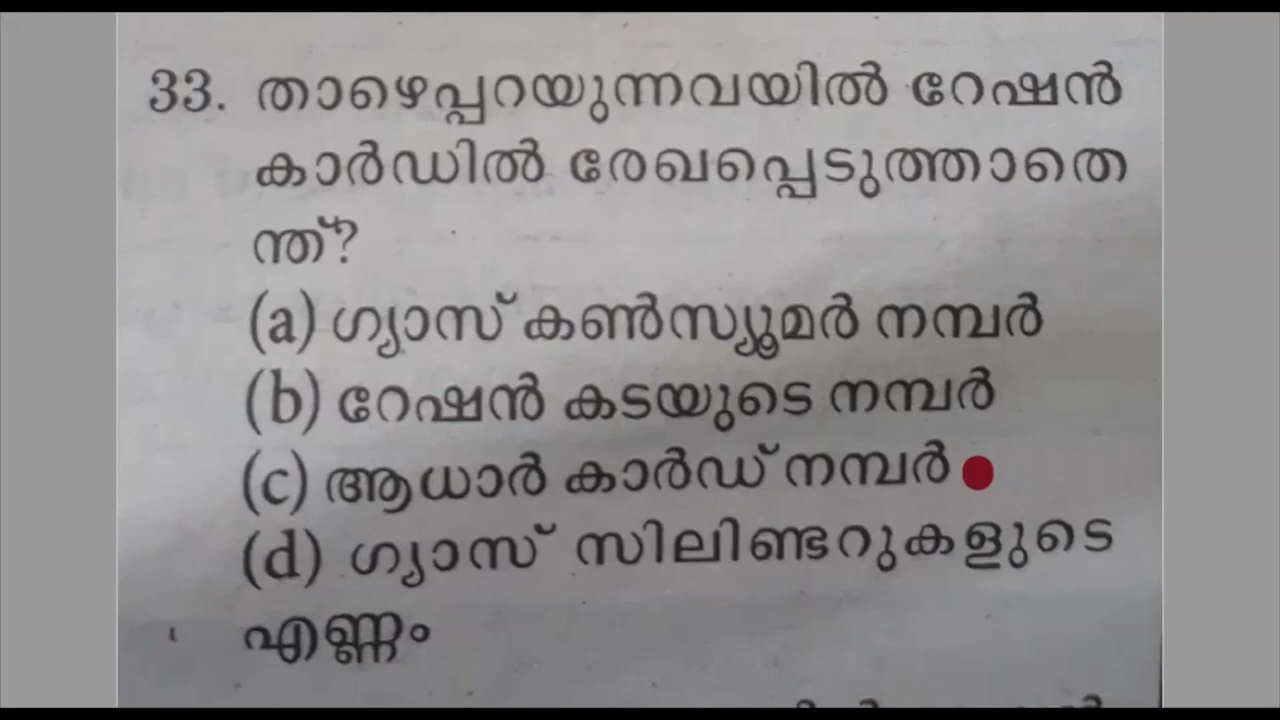 33. താഴെപ്പറയുന്നവയിൽ റേഷൻ
കാർഡിൽ രേഖപ്പെടുത്താതെ
ന്ത്?
(a) ഗ്യാസ് കൺസ്യൂമർ നമ്പർ
(b) റേഷൻ കടയുടെ നമ്പർ
(c) ആധാർ കാർഡ് നമ്പർ
(d) ഗ്യാസ് സിലിണ്ടറുകളുടെ
എണ്ണം